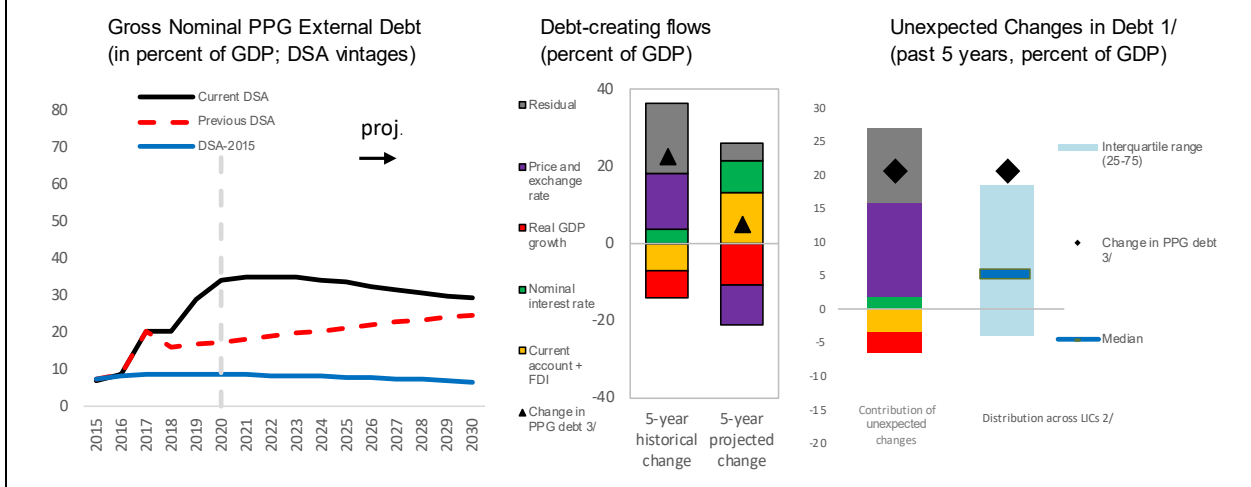 Gross Nominal PPG External Debt
(in percent of GDP; DSA vintages)
80
70
60
50
40
30
20
10
0
Current DSA
Previous DSA
DSA-2015
proj.
2015
2016
2017
2018
2019
2020
2021
2022
2023
2024
2025
2026
2027
2028
2029
2030
Debt-creating flows
(percent of GDP)
Residual
Price and
exchange
rate
Real GDP
growth
Nominal
interest rate
Current
account +
FDI
Change in
PPG debt 3/
40
20
0
-20
-40
5-year
historical
change
5-year
projected
change
Unexpected Changes in Debt 1/
(past 5 years, percent of GDP)
30
25
20
15
10
5
0
-5
-10
-15
-20
Contribution of
unexpected
changes
Distribution across LICs 2/
Interquartile range
(25-75)
Change in PPG debt
3/
Median